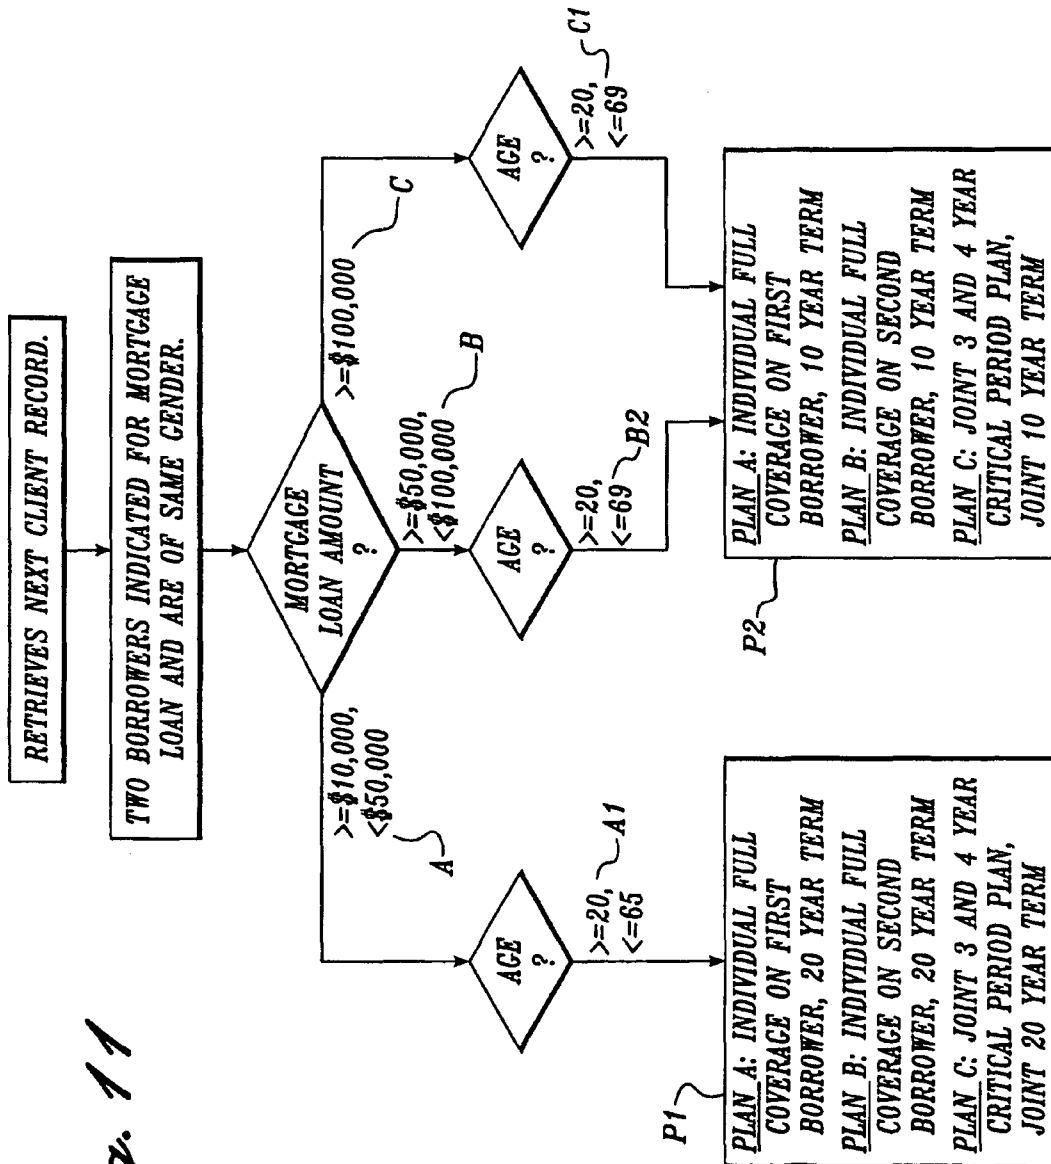 RETRIEVES NEXT CLIENT RECORD.
TWO BORROWERS INDICATED FOR MORTGAGE
LOAN AND ARE OF SAME GENDER.
MORTGAGE
LOAN AMOUNT
?
>=$10,000,
<$50,000
A
>=$50,000,
<$100,000
B
>=$100,000
C
AGE
?
>=20,
<=65
A1
AGE
?
>=20,
<=69
B2
AGE
?
>=20,
<=69
C1
P1
PLAN A: INDIVIDUAL FULL
COVERAGE ON FIRST
BORROWER, 20 YEAR TERM
PLAN B: INDIVIDUAL FULL
COVERAGE ON SECOND
BORROWER, 20 YEAR TERM
PLAN C: JOINT 3 AND 4 YEAR
CRITICAL PERIOD PLAN,
JOINT 20 YEAR TERM
P2
PLAN A: INDIVIDUAL FULL
COVERAGE ON FIRST
BORROWER, 10 YEAR TERM
PLAN B: INDIVIDUAL FULL
COVERAGE ON SECOND
BORROWER, 10 YEAR TERM
PLAN C: JOINT 3 AND 4 YEAR
CRITICAL PERIOD PLAN,
JOINT 10 YEAR TERM
11